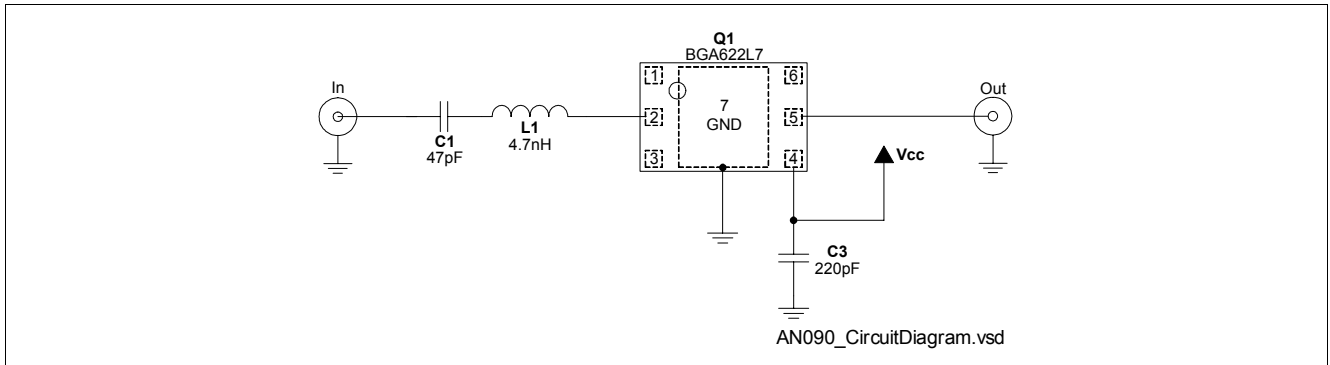 Q1
BGA622L7
In
Out
1
6
2
7
GND
5
3
4
C1
47pF
L1
4.7nH
Vcc
C3
220pF
AN090_CircuitDiagram.vsd